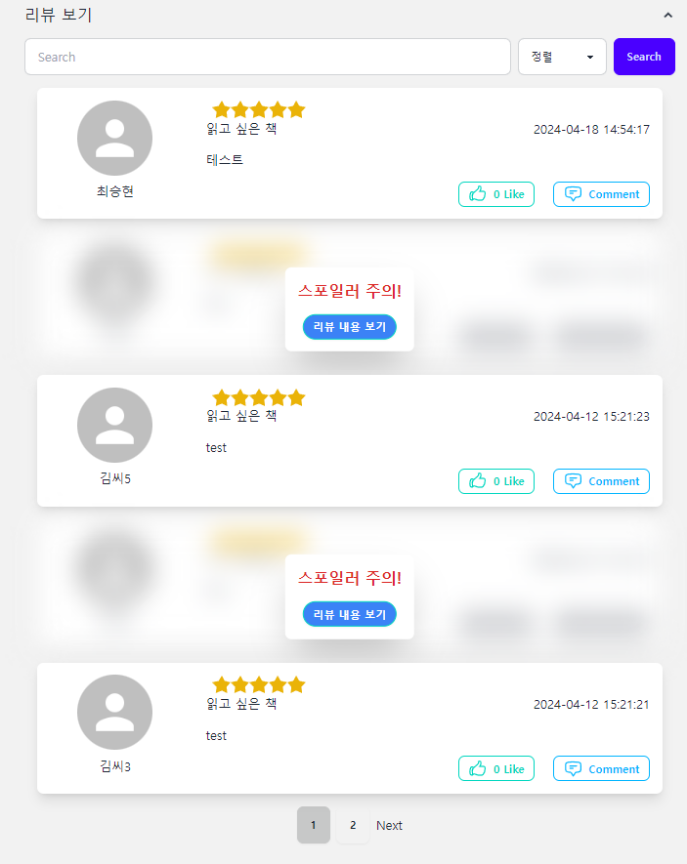 리뷰 보기
Search 정렬 Search
읽고 싶은 책 2024-04-18 14:54:17
테스트
최승현
0 Like Comment
스포일러 주의!
리뷰 내용 보기
읽고 싶은 책 2024-04-12 15:21:23
test
김씨5
0 Like Comment
스포일러 주의!
리뷰 내용 보기
읽고 싶은 책 2024-04-12 15:21:21
test
김씨3
0 Like Comment
1 2 Next